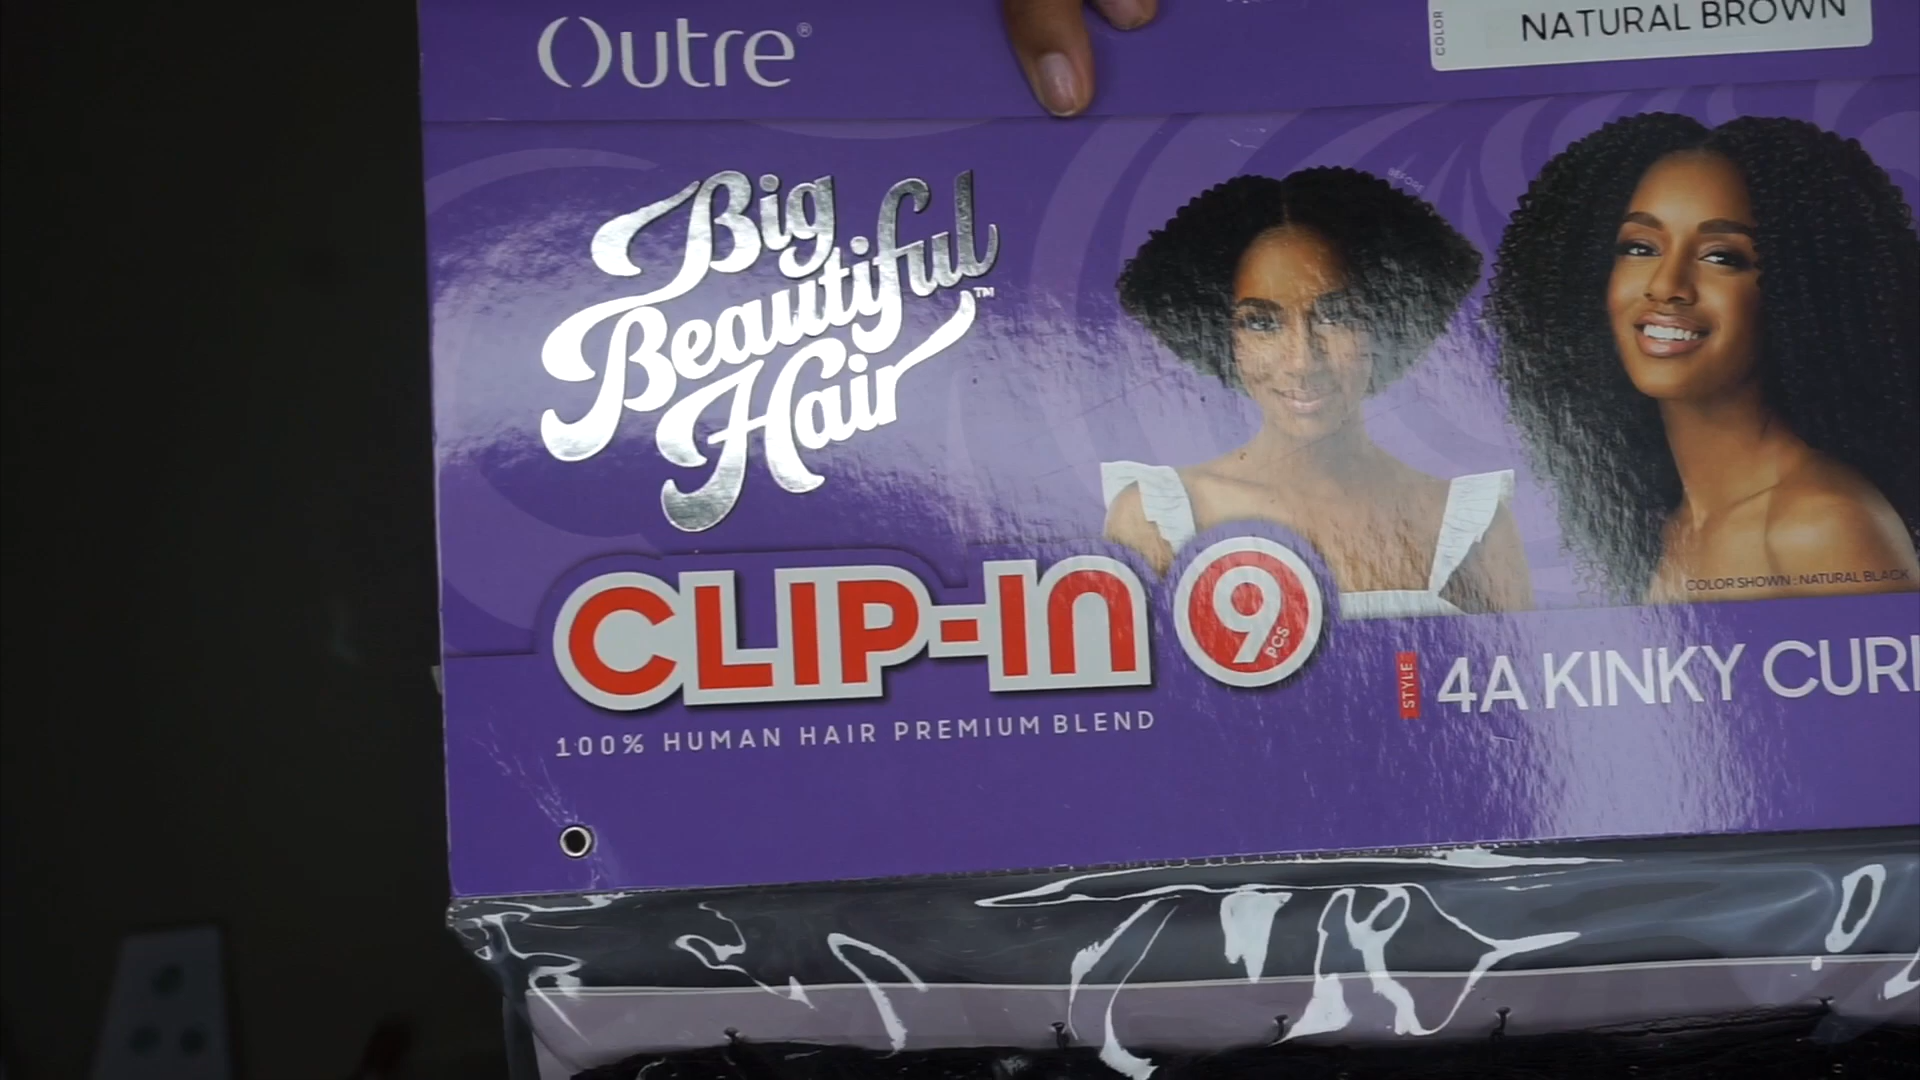 Outre®
COLOR
NATURAL BROWN
Big
Beautiful
Hair™
BEFORE
COLOR SHOWN : NATURAL BLACK
CLIP-IN 9 PCS
100% HUMAN HAIR PREMIUM BLEND
STYLE
4A KINKY CURL